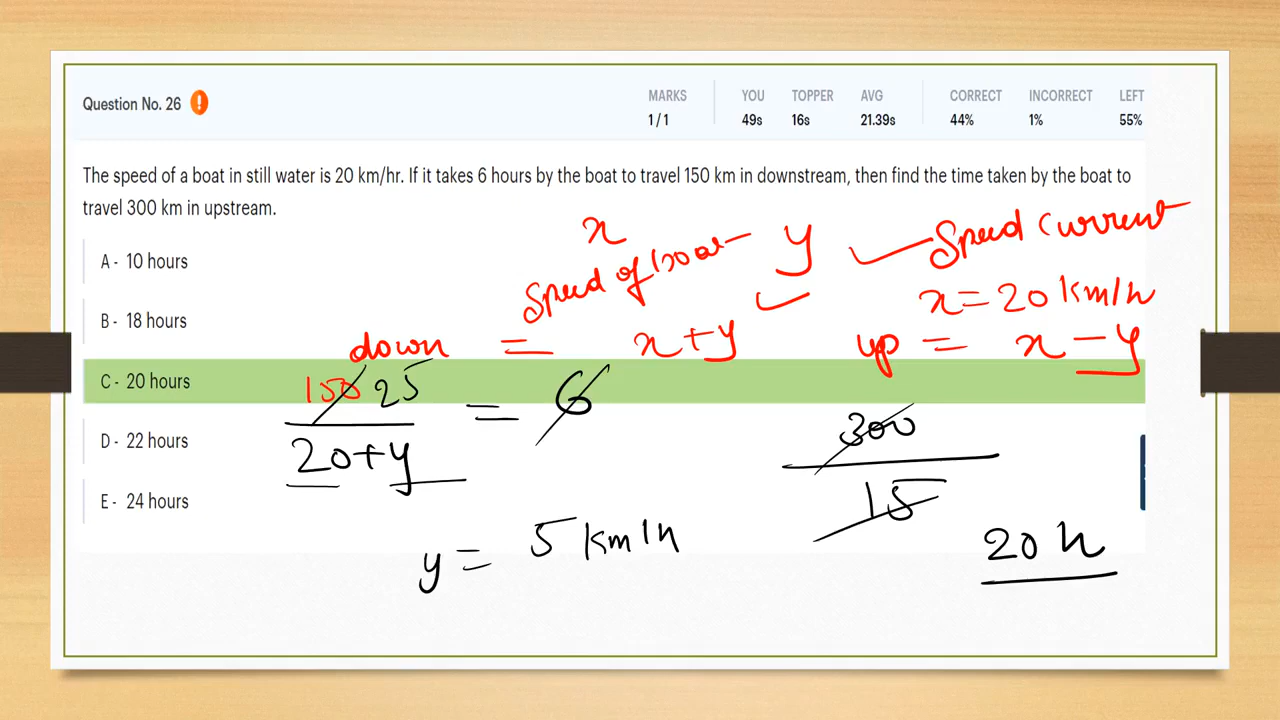 Question No. 26 !
MARKS YOU TOPPER AVG CORRECT INCORRECT LEFT
1 / 1 49s 16s 21.39s 44% 1% 55%
The speed of a boat in still water is 20 km/hr. If it takes 6 hours by the boat to travel 150 km in downstream, then find the time taken by the boat to
travel 300 km in upstream.
x
Speed of boat – y ✓ Speed current
A - 10 hours
x = 20 km/h
B - 18 hours
down = x + y ✓ up = x – y
C - 20 hours
150 25 = 6
20 + y
300
15
D - 22 hours
E - 24 hours
y = 5 km/h
20 h